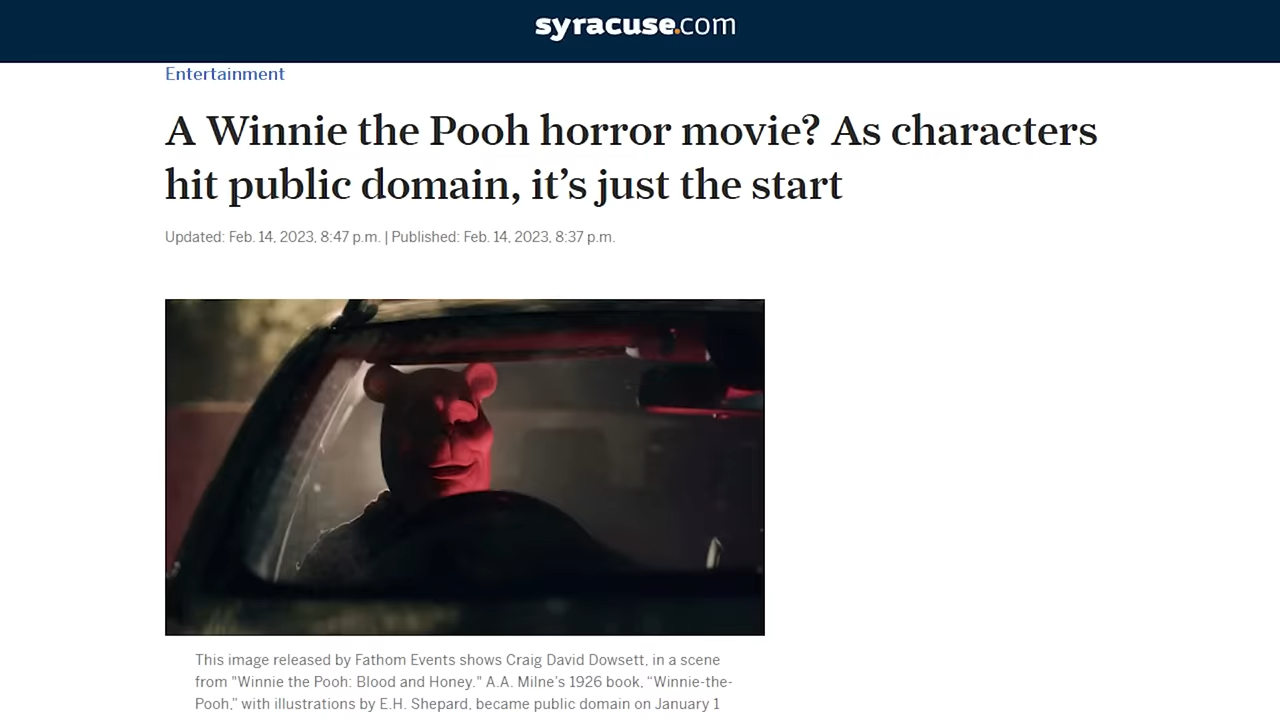 syracuse.com
Entertainment
A Winnie the Pooh horror movie? As characters
hit public domain, it’s just the start
Updated: Feb. 14, 2023, 8:47 p.m. | Published: Feb. 14, 2023, 8:37 p.m.
This image released by Fathom Events shows Craig David Dowsett, in a scene
from "Winnie the Pooh: Blood and Honey." A.A. Milne’s 1926 book, “Winnie-the-
Pooh,” with illustrations by E.H. Shepard, became public domain on January 1